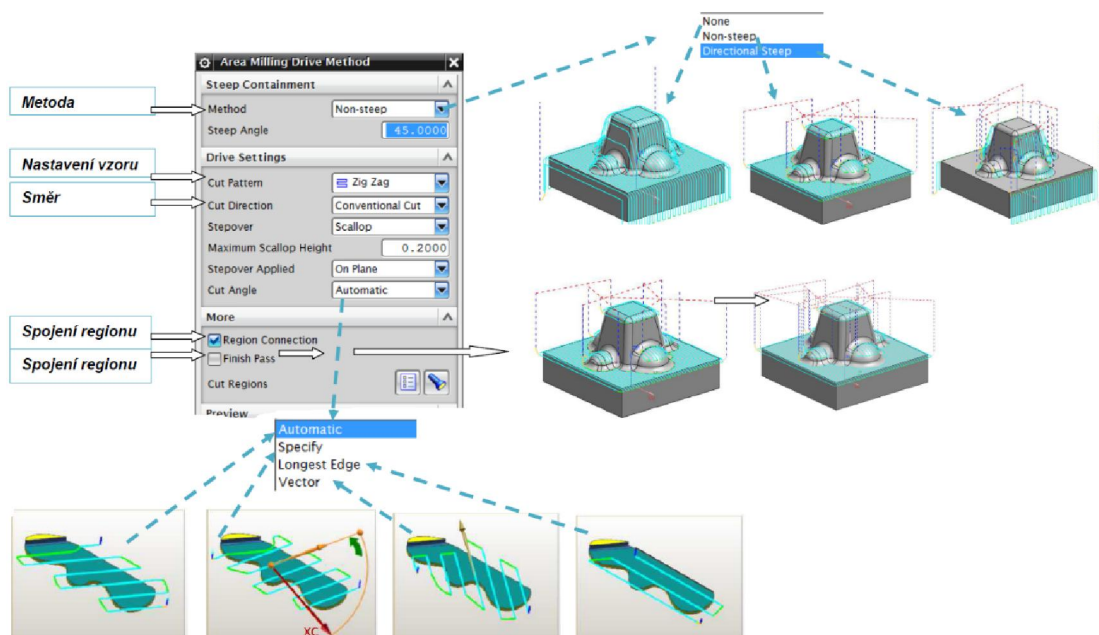 None
Non-steep
Directional Steep
Area Milling Drive Method
Steep Containment
Metoda
Method
Non-steep
Steep Angle
45.0000
Drive Settings
Nastavení vzoru
Cut Pattern
Zig Zag
Směr
Cut Direction
Conventional Cut
Stepover
Scallop
Maximum Scallop Height
0.2000
Stepover Applied
On Plane
Cut Angle
Automatic
More
Spojení regionu
Region Connection
Spojení regionu
Finish Pass
Cut Regions
Preview
Automatic
Specify
Longest Edge
Vector
XC